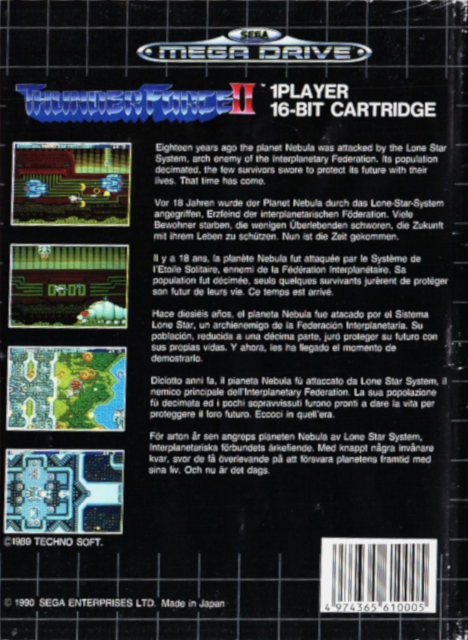 SEGA
MEGA DRIVE
THUNDER FORCE II ™ 1PLAYER
16-BIT CARTRIDGE
Eighteen years ago the planet Nebula was attacked by the Lone Star
System, arch enemy of the Interplanetary Federation. Its population
decimated, the few survivors swore to protect its future with their
lives. That time has come.
Vor 18 Jahren wurde der Planet Nebula durch das Lone-Star-System
angegriffen, Erzfeind der interplanetarischen Föderation. Viele
Bewohner starben, die wenigen Überlebenden schworen, die Zukunft
mit ihrem Leben zu schützen. Nun ist die Zeit gekommen.
Il y a 18 ans, la planète Nebula fut attaquée par le Système de
l'Etoile Solitaire, ennemi de la Fédération Interplanétaire. Sa
population fut décimée, seuls quelques survivants jurèrent de protéger
son futur de leurs vies. Ce temps est arrivé.
Hace diesiéis años, el planeta Nebula fue atacado por el Sistema
Lone Star, un archienemigo de la Federación Interplanetaria. Su
población, reducida a una décima parte, juró proteger su futuro con
sus propias vidas. Y ahora, les ha llegado el momento de
demostrarlo.
Diciotto anni fa, il pianeta Nebula fù attaccato da Lone Star System, il
nemico principale dell'Interplanetary Federation. La sua popolazione
fù decimata ed i pochi sopravvissuti furono pronti a dare la vita per
proteggere il loro futuro. Eccoci in quell'era.
För arton år sen angreps planeten Nebula av Lone Star System,
Interplanetariska förbundets ärkefiende. Med knappt några invånare
kvar, svor de få överlevande på att försvara planetens framtid med
sina liv. Och nu är det dags.
©1989 TECHNO SOFT.
© 1990 SEGA ENTERPRISES LTD. Made in Japan
4 974365 610005